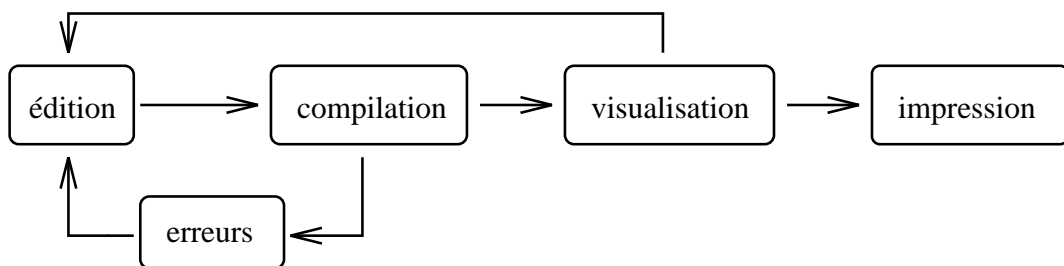 édition
compilation
visualisation
impression
erreurs